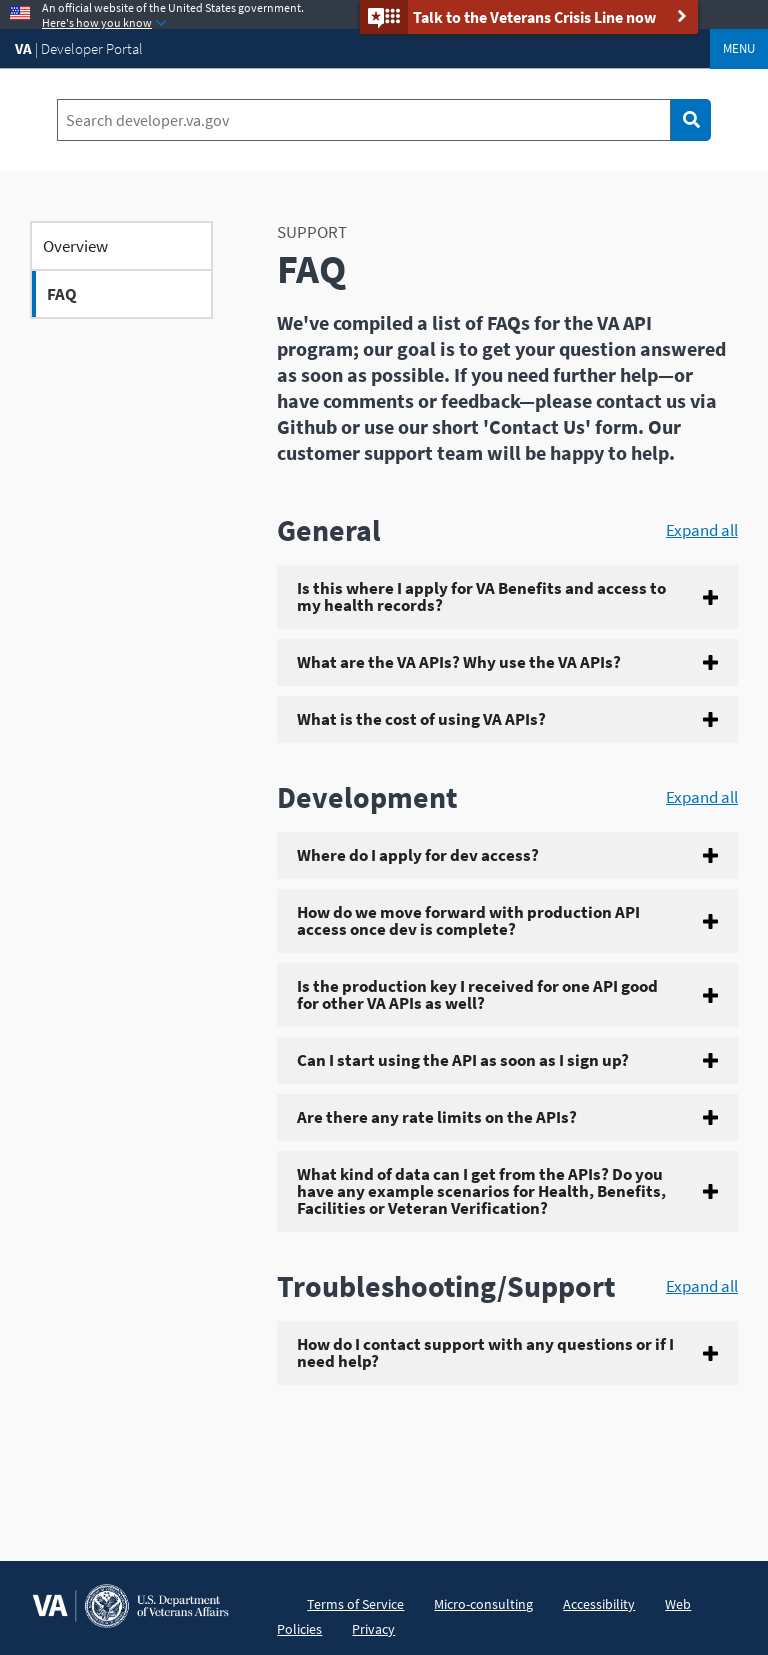 An official website of the United States government.
Here's how you know
Talk to the Veterans Crisis Line now
VA | Developer Portal
MENU
Search developer.va.gov
Overview
FAQ
SUPPORT
FAQ
We've compiled a list of FAQs for the VA API
program; our goal is to get your question answered
as soon as possible. If you need further help—or
have comments or feedback—please contact us via
Github or use our short 'Contact Us' form. Our
customer support team will be happy to help.
General
Expand all
Is this where I apply for VA Benefits and access to
my health records?
What are the VA APIs? Why use the VA APIs?
What is the cost of using VA APIs?
Development
Expand all
Where do I apply for dev access?
How do we move forward with production API
access once dev is complete?
Is the production key I received for one API good
for other VA APIs as well?
Can I start using the API as soon as I sign up?
Are there any rate limits on the APIs?
What kind of data can I get from the APIs? Do you
have any example scenarios for Health, Benefits,
Facilities or Veteran Verification?
Troubleshooting/Support
Expand all
How do I contact support with any questions or if I
need help?
VA
U.S. Department
of Veterans Affairs
Terms of Service Micro-consulting Accessibility Web
Policies Privacy